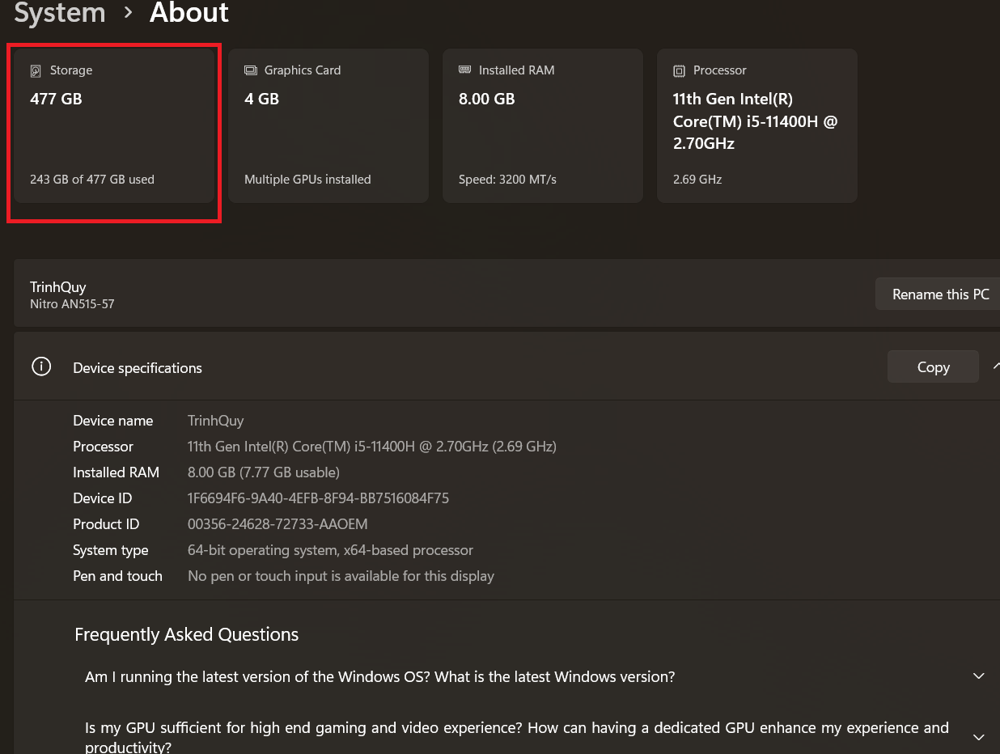 System > About
Storage
477 GB
243 GB of 477 GB used
Graphics Card
4 GB
Multiple GPUs installed
Installed RAM
8.00 GB
Speed: 3200 MT/s
Processor
11th Gen Intel(R)
Core(TM) i5-11400H @
2.70GHz
2.69 GHz
TrinhQuy
Nitro AN515-57
Rename this PC
Device specifications
Copy
Device name TrinhQuy
Processor 11th Gen Intel(R) Core(TM) i5-11400H @ 2.70GHz (2.69 GHz)
Installed RAM 8.00 GB (7.77 GB usable)
Device ID 1F6694F6-9A40-4EFB-8F94-BB7516084F75
Product ID 00356-24628-72733-AAOEM
System type 64-bit operating system, x64-based processor
Pen and touch No pen or touch input is available for this display
Frequently Asked Questions
Am I running the latest version of the Windows OS? What is the latest Windows version?
Is my GPU sufficient for high end gaming and video experience? How can having a dedicated GPU enhance my experience and
productivity?